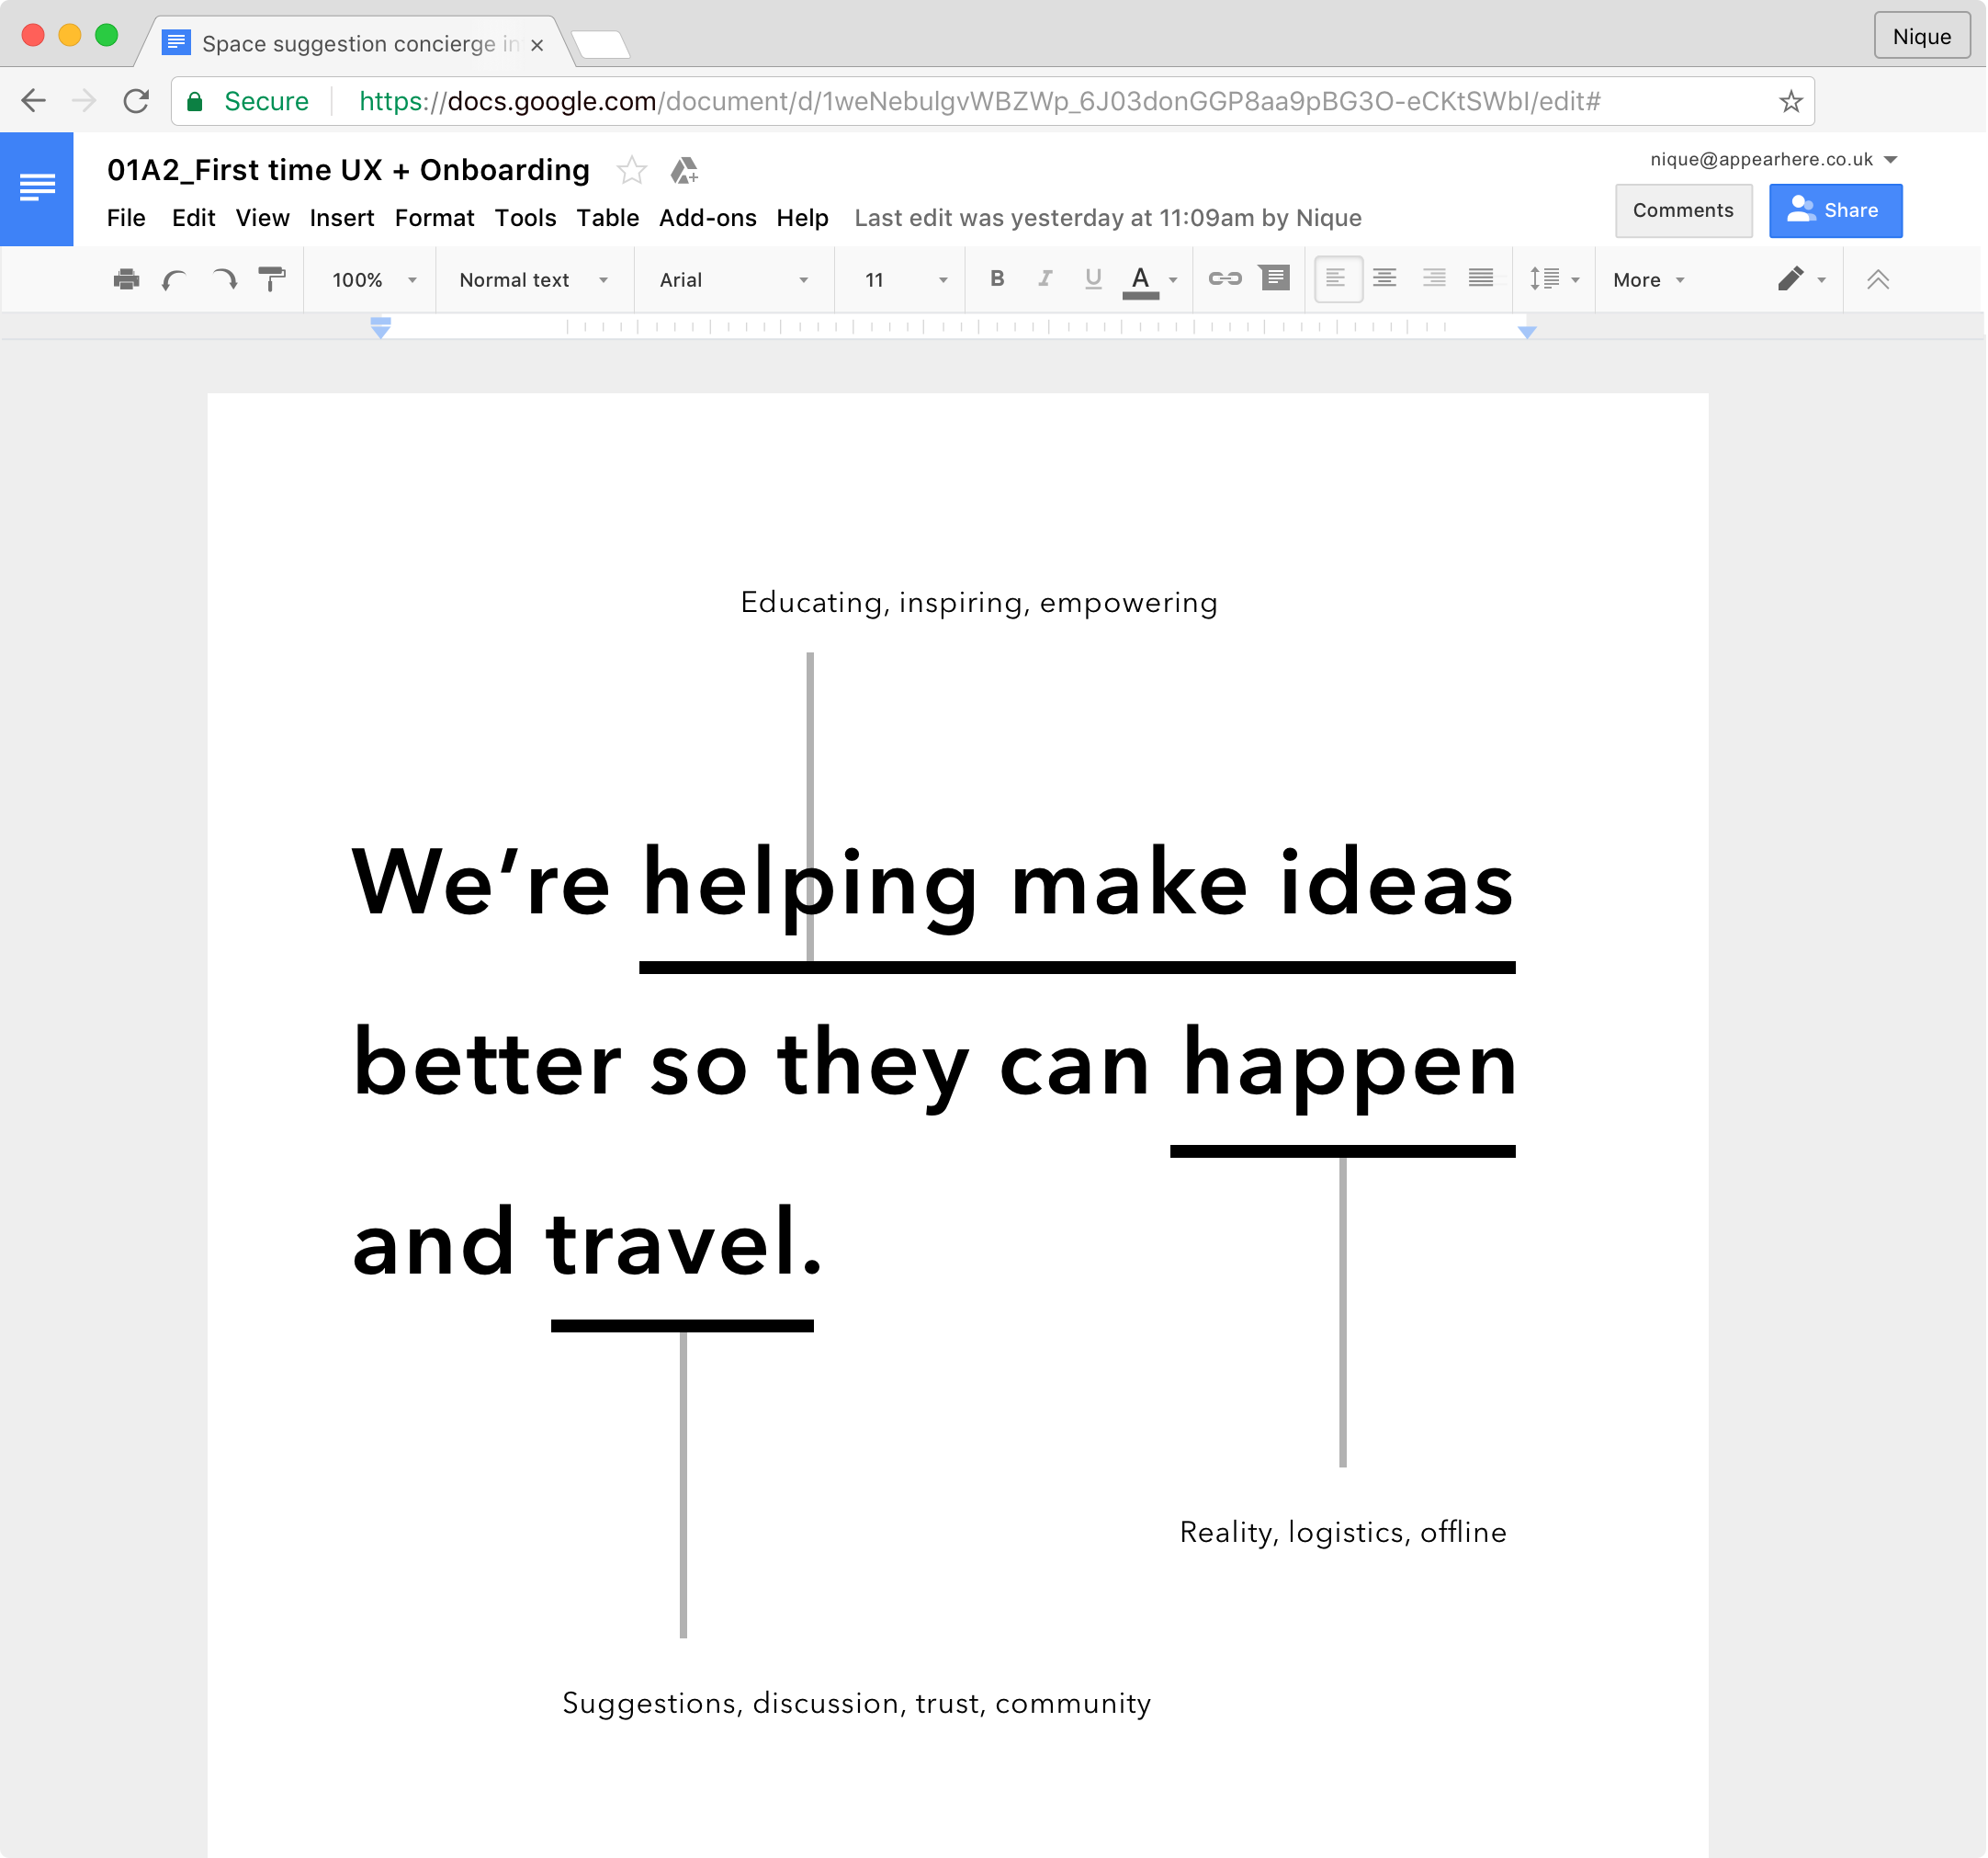 Space suggestion concierge in
Nique
Secure https://docs.google.com/document/d/1weNebulgvWBZWp_6J03donGGP8aa9pBG3O-eCKtSWbI/edit#
01A2_First time UX + Onboarding
nique@appearhere.co.uk
File Edit View Insert Format Tools Table Add-ons Help Last edit was yesterday at 11:09am by Nique
Comments Share
100% Normal text Arial 11 B I U A More
Educating, inspiring, empowering
We’re helping make ideas
better so they can happen
and travel.
Reality, logistics, offline
Suggestions, discussion, trust, community